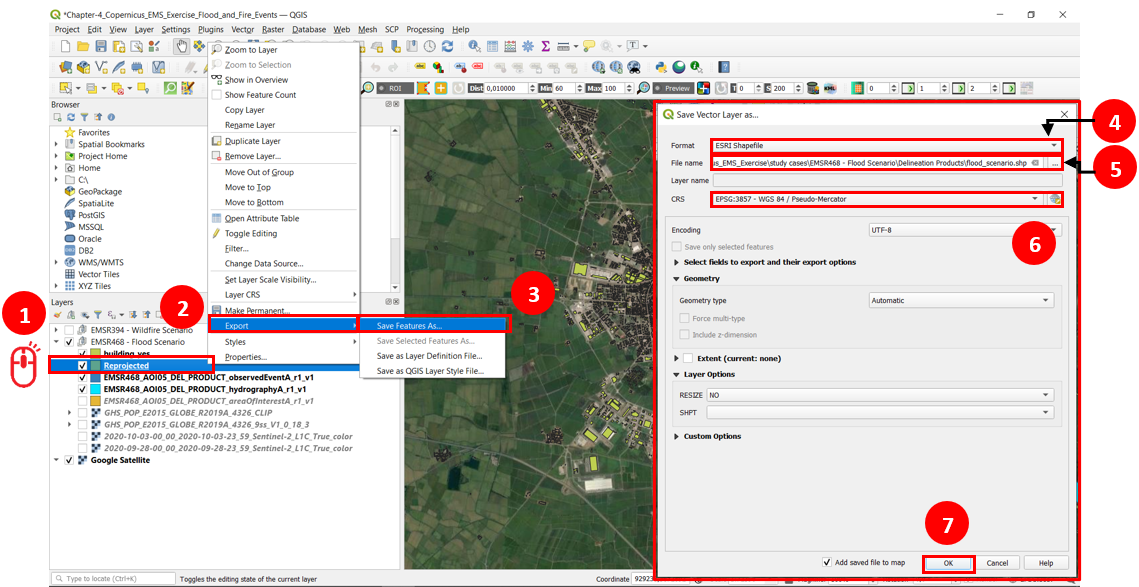 *Chapter-4_Copernicus_EMS_Exercise_Flood_and_Fire_Events — QGIS
Project Edit View Layer Settings Plugins Vector Raster Database Web Mesh SCP Processing Help
ROI Dist 0,010000 Min 60 Max 100 Preview T 0 S 200 KML 0 1 2
Browser
Favorites
Spatial Bookmarks
Project Home
Home
C:\
GeoPackage
SpatiaLite
PostGIS
MSSQL
Oracle
DB2
WMS/WMTS
Vector Tiles
XYZ Tiles
Layers
EMSR394 - Wildfire Scenario
EMSR468 - Flood Scenario
building_yes
Reprojected
EMSR468_AOI05_DEL_PRODUCT_observedEventA_r1_v1
EMSR468_AOI05_DEL_PRODUCT_hydrographyA_r1_v1
EMSR468_AOI05_DEL_PRODUCT_areaOfInterestA_r1_v1
GHS_POP_E2015_GLOBE_R2019A_4326_CLIP
GHS_POP_E2015_GLOBE_R2019A_4326_9ss_V1_0_18_3
2020-10-03-00_00_2020-10-03-23_59_Sentinel-2_L1C_True_color
2020-09-28-00_00_2020-09-28-23_59_Sentinel-2_L1C_True_color
Google Satellite
Zoom to Layer
Zoom to Selection
Show in Overview
Show Feature Count
Copy Layer
Rename Layer
Duplicate Layer
Remove Layer...
Move Out of Group
Move to Top
Move to Bottom
Open Attribute Table
Toggle Editing
Filter...
Change Data Source...
Set Layer Scale Visibility...
Layer CRS
Make Permanent...
Export
Styles
Properties...
Save Features As...
Save Selected Features As...
Save as Layer Definition File...
Save as QGIS Layer Style File...
1
2
3
Save Vector Layer as...
4
Format ESRI Shapefile
File name us_EMS_Exercise\study cases\EMSR468 - Flood Scenario\Delineation Products\flood_scenario.shp ...
5
Layer name
CRS EPSG:3857 - WGS 84 / Pseudo-Mercator
Encoding UTF-8
6
Save only selected features
Select fields to export and their export options
Geometry
Geometry type Automatic
Force multi-type
Include z-dimension
Extent (current: none)
Layer Options
RESIZE NO
SHPT
Custom Options
7
Add saved file to map OK Cancel Help
Type to locate (Ctrl+K) Toggles the editing state of the current layer Coordinate